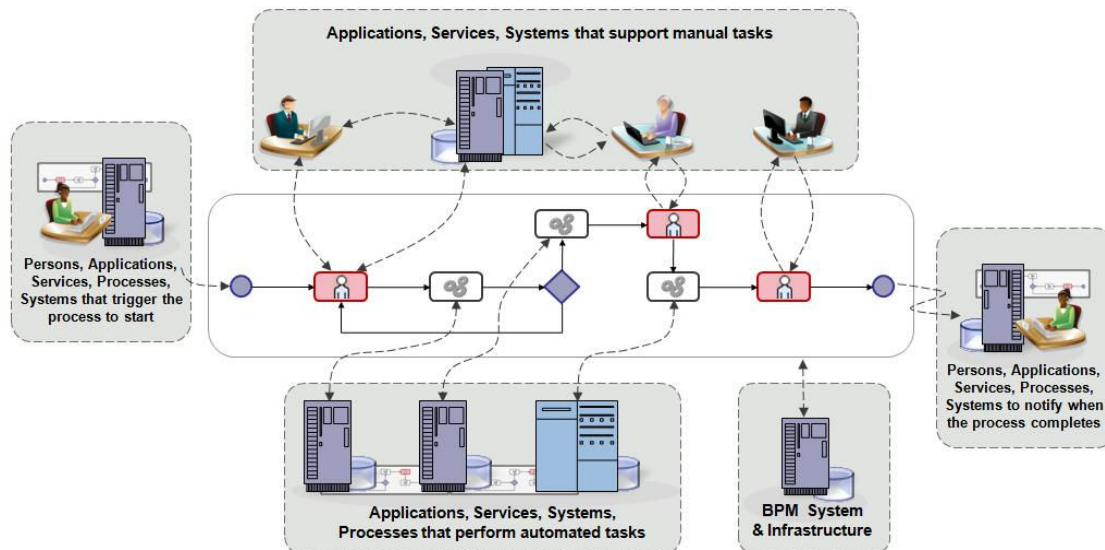 Applications, Services, Systems that support manual tasks
Persons, Applications,
Services, Processes,
Systems that trigger the
process to start
Persons, Applications,
Services, Processes,
Systems to notify when
the process completes
Applications, Services, Systems,
Processes that perform automated tasks
BPM System
& Infrastructure